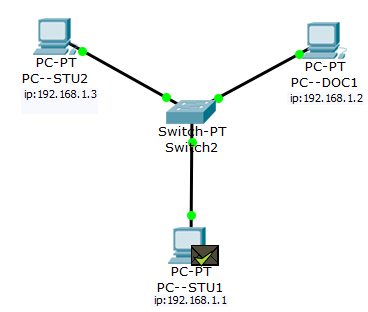 PC-PT
PC--STU2
ip:192.168.1.3
PC-PT
PC--DOC1
ip:192.168.1.2
Switch-PT
Switch2
PC-PT
PC--STU1
ip:192.168.1.1